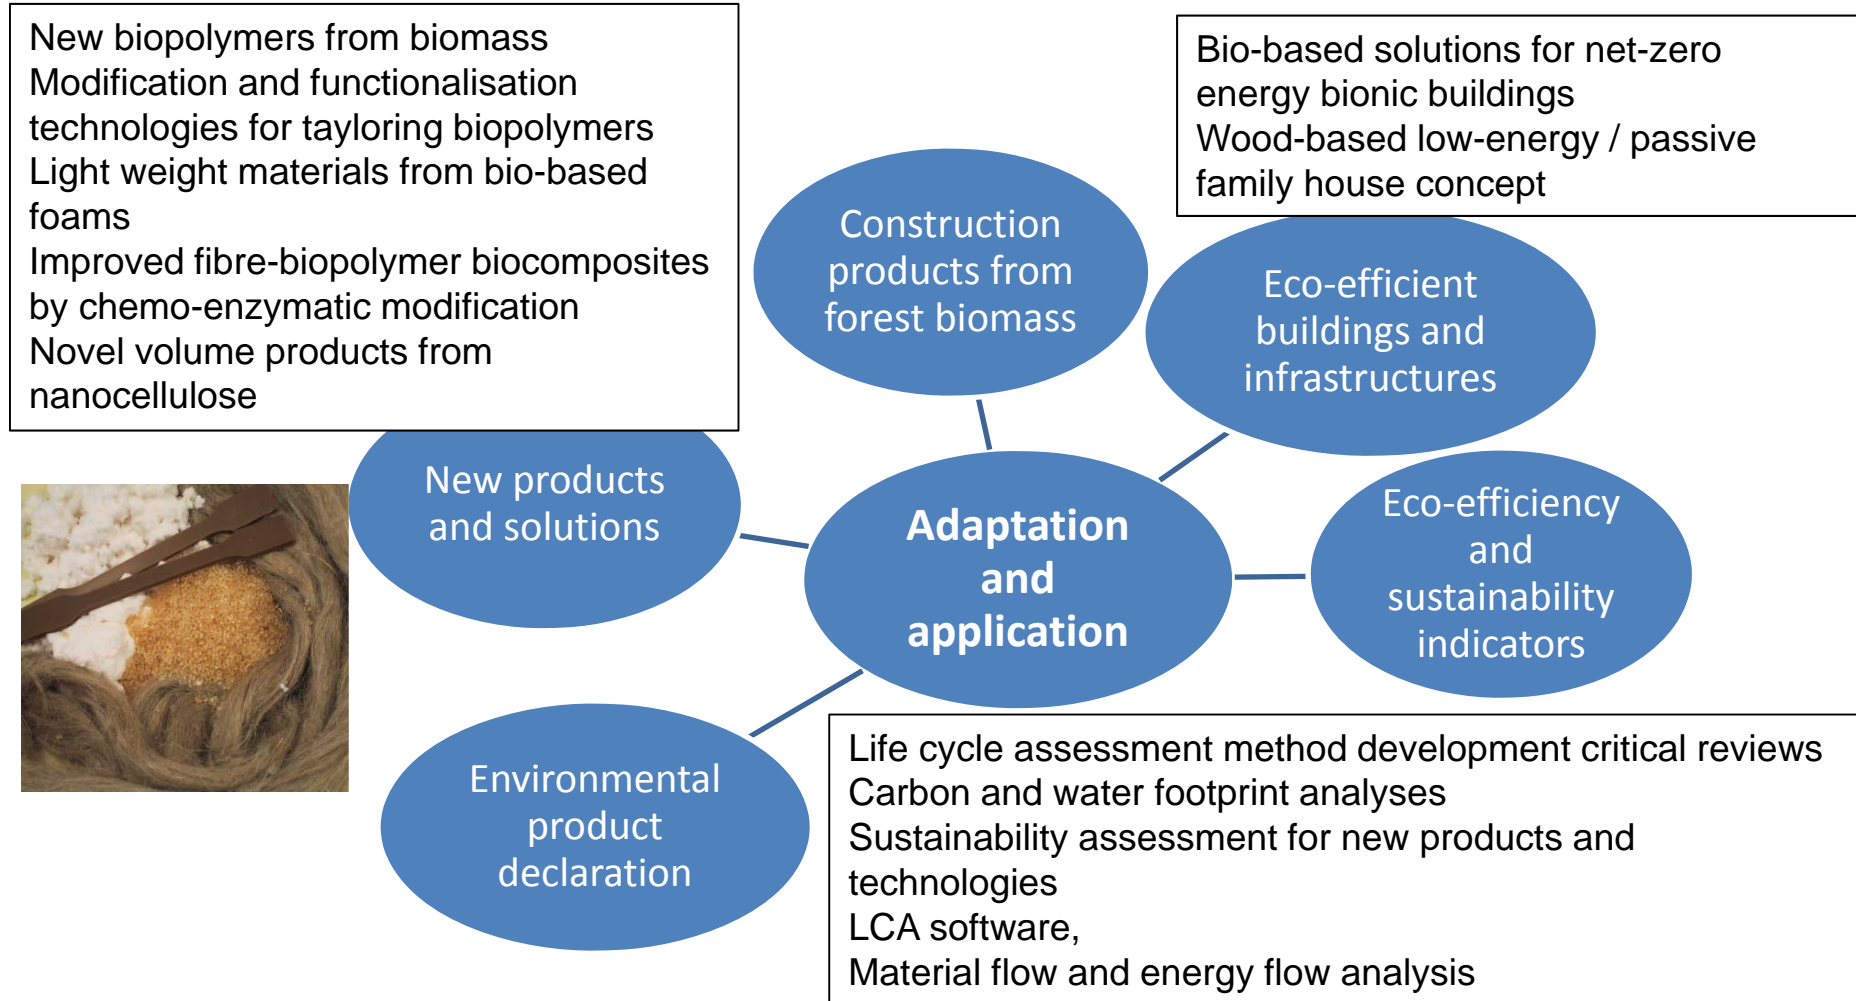 New biopolymers from biomass
Modification and functionalisation
technologies for tayloring biopolymers
Light weight materials from bio-based
foams
Improved fibre-biopolymer biocomposites
by chemo-enzymatic modification
Novel volume products from
nanocellulose
Bio-based solutions for net-zero
energy bionic buildings
Wood-based low-energy / passive
family house concept
Construction
products from
forest biomass
Eco-efficient
buildings and
infrastructures
New products
and solutions
Adaptation
and
application
Eco-efficiency
and
sustainability
indicators
Environmental
product
declaration
Life cycle assessment method development critical reviews
Carbon and water footprint analyses
Sustainability assessment for new products and
technologies
LCA software,
Material flow and energy flow analysis